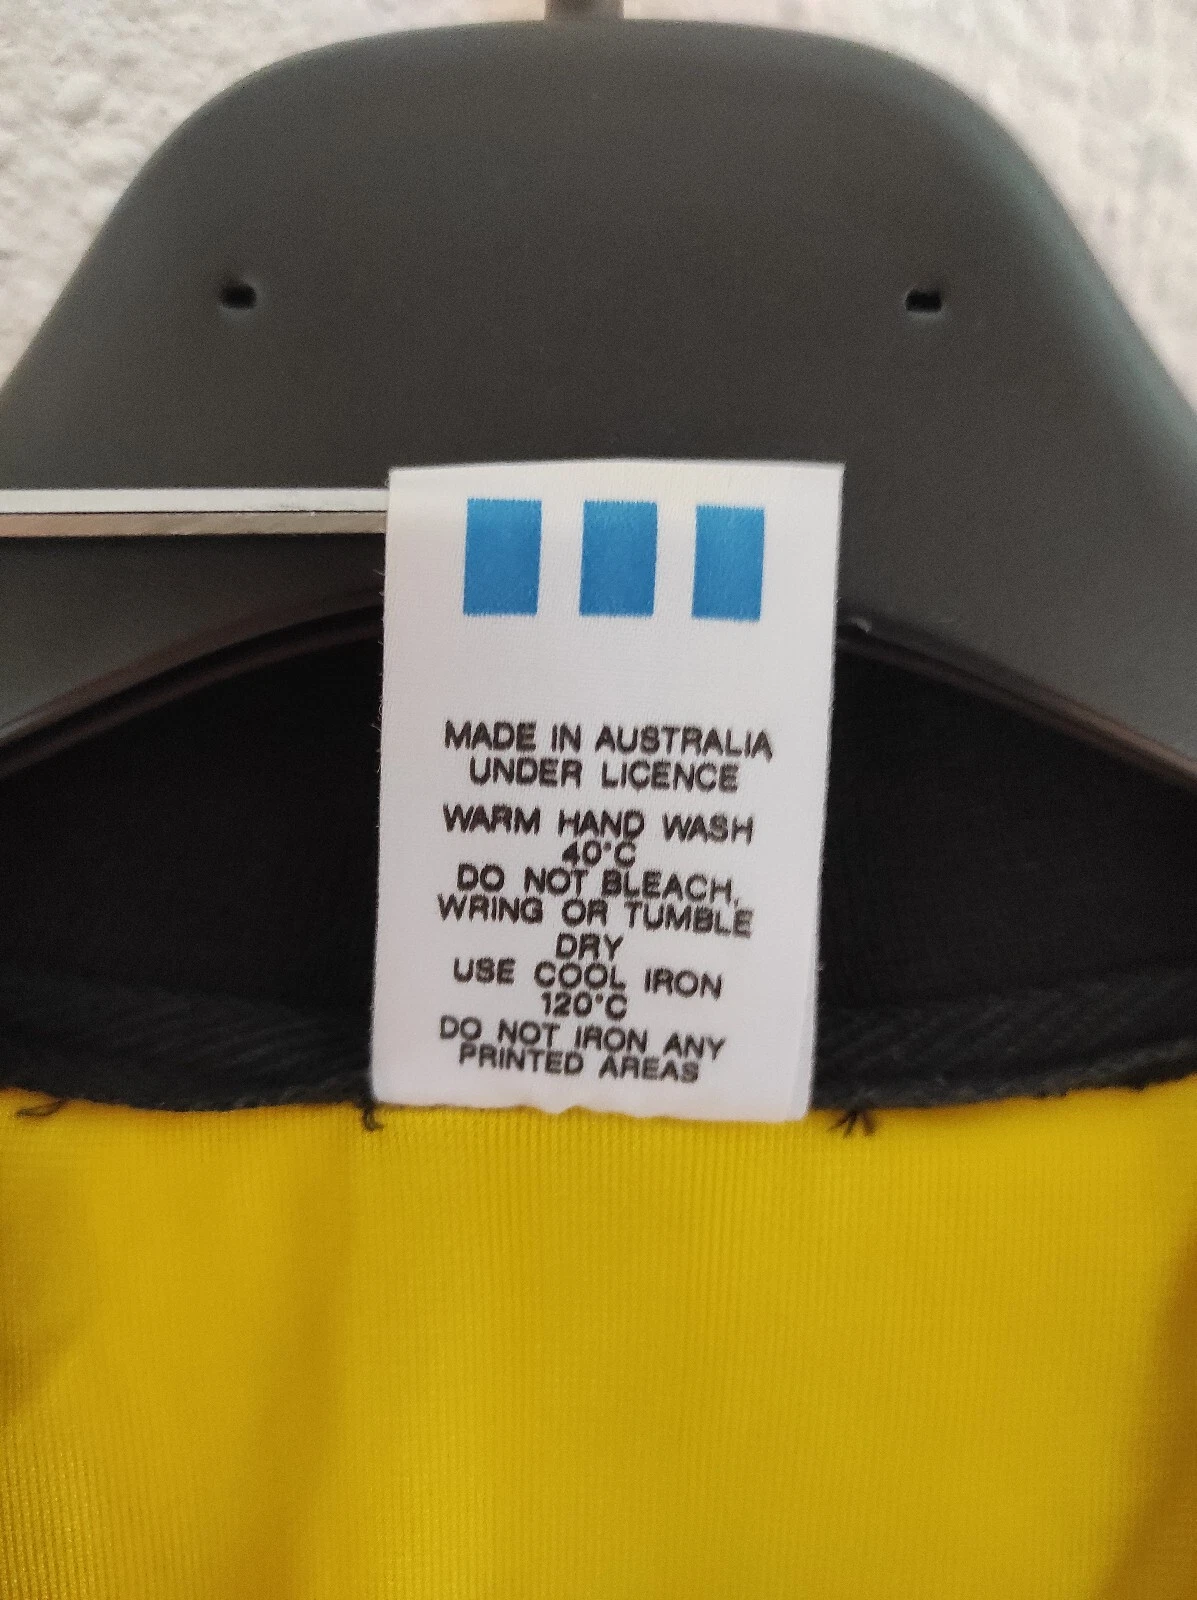 MADE IN AUSTRALIA
UNDER LICENCE
WARM HAND WASH
40°C
DO NOT BLEACH,
WRING OR TUMBLE
DRY
USE COOL IRON
120°C
DO NOT IRON ANY
PRINTED AREAS